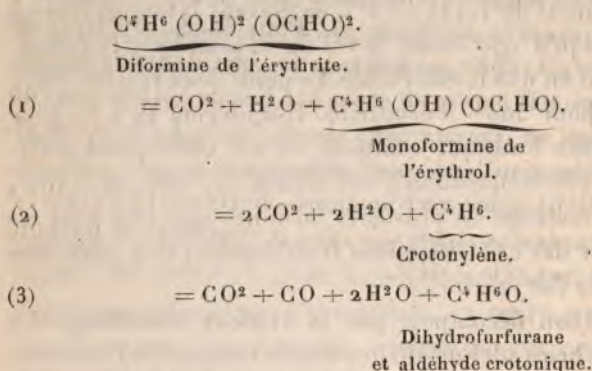 C⁴H⁶ (OH)² (OCHO)².
Diformine de l'érythrite.
(1) = CO² + H²O + C⁴H⁶ (OH) (OCHO).
Monoformine de
l'érythrol.
(2) = 2CO² + 2H²O + C⁴H⁶.
Crotonylène.
(3) = CO² + CO + 2H²O + C⁴H⁶O.
Dihydrofurfurane
et aldéhyde crotonique.